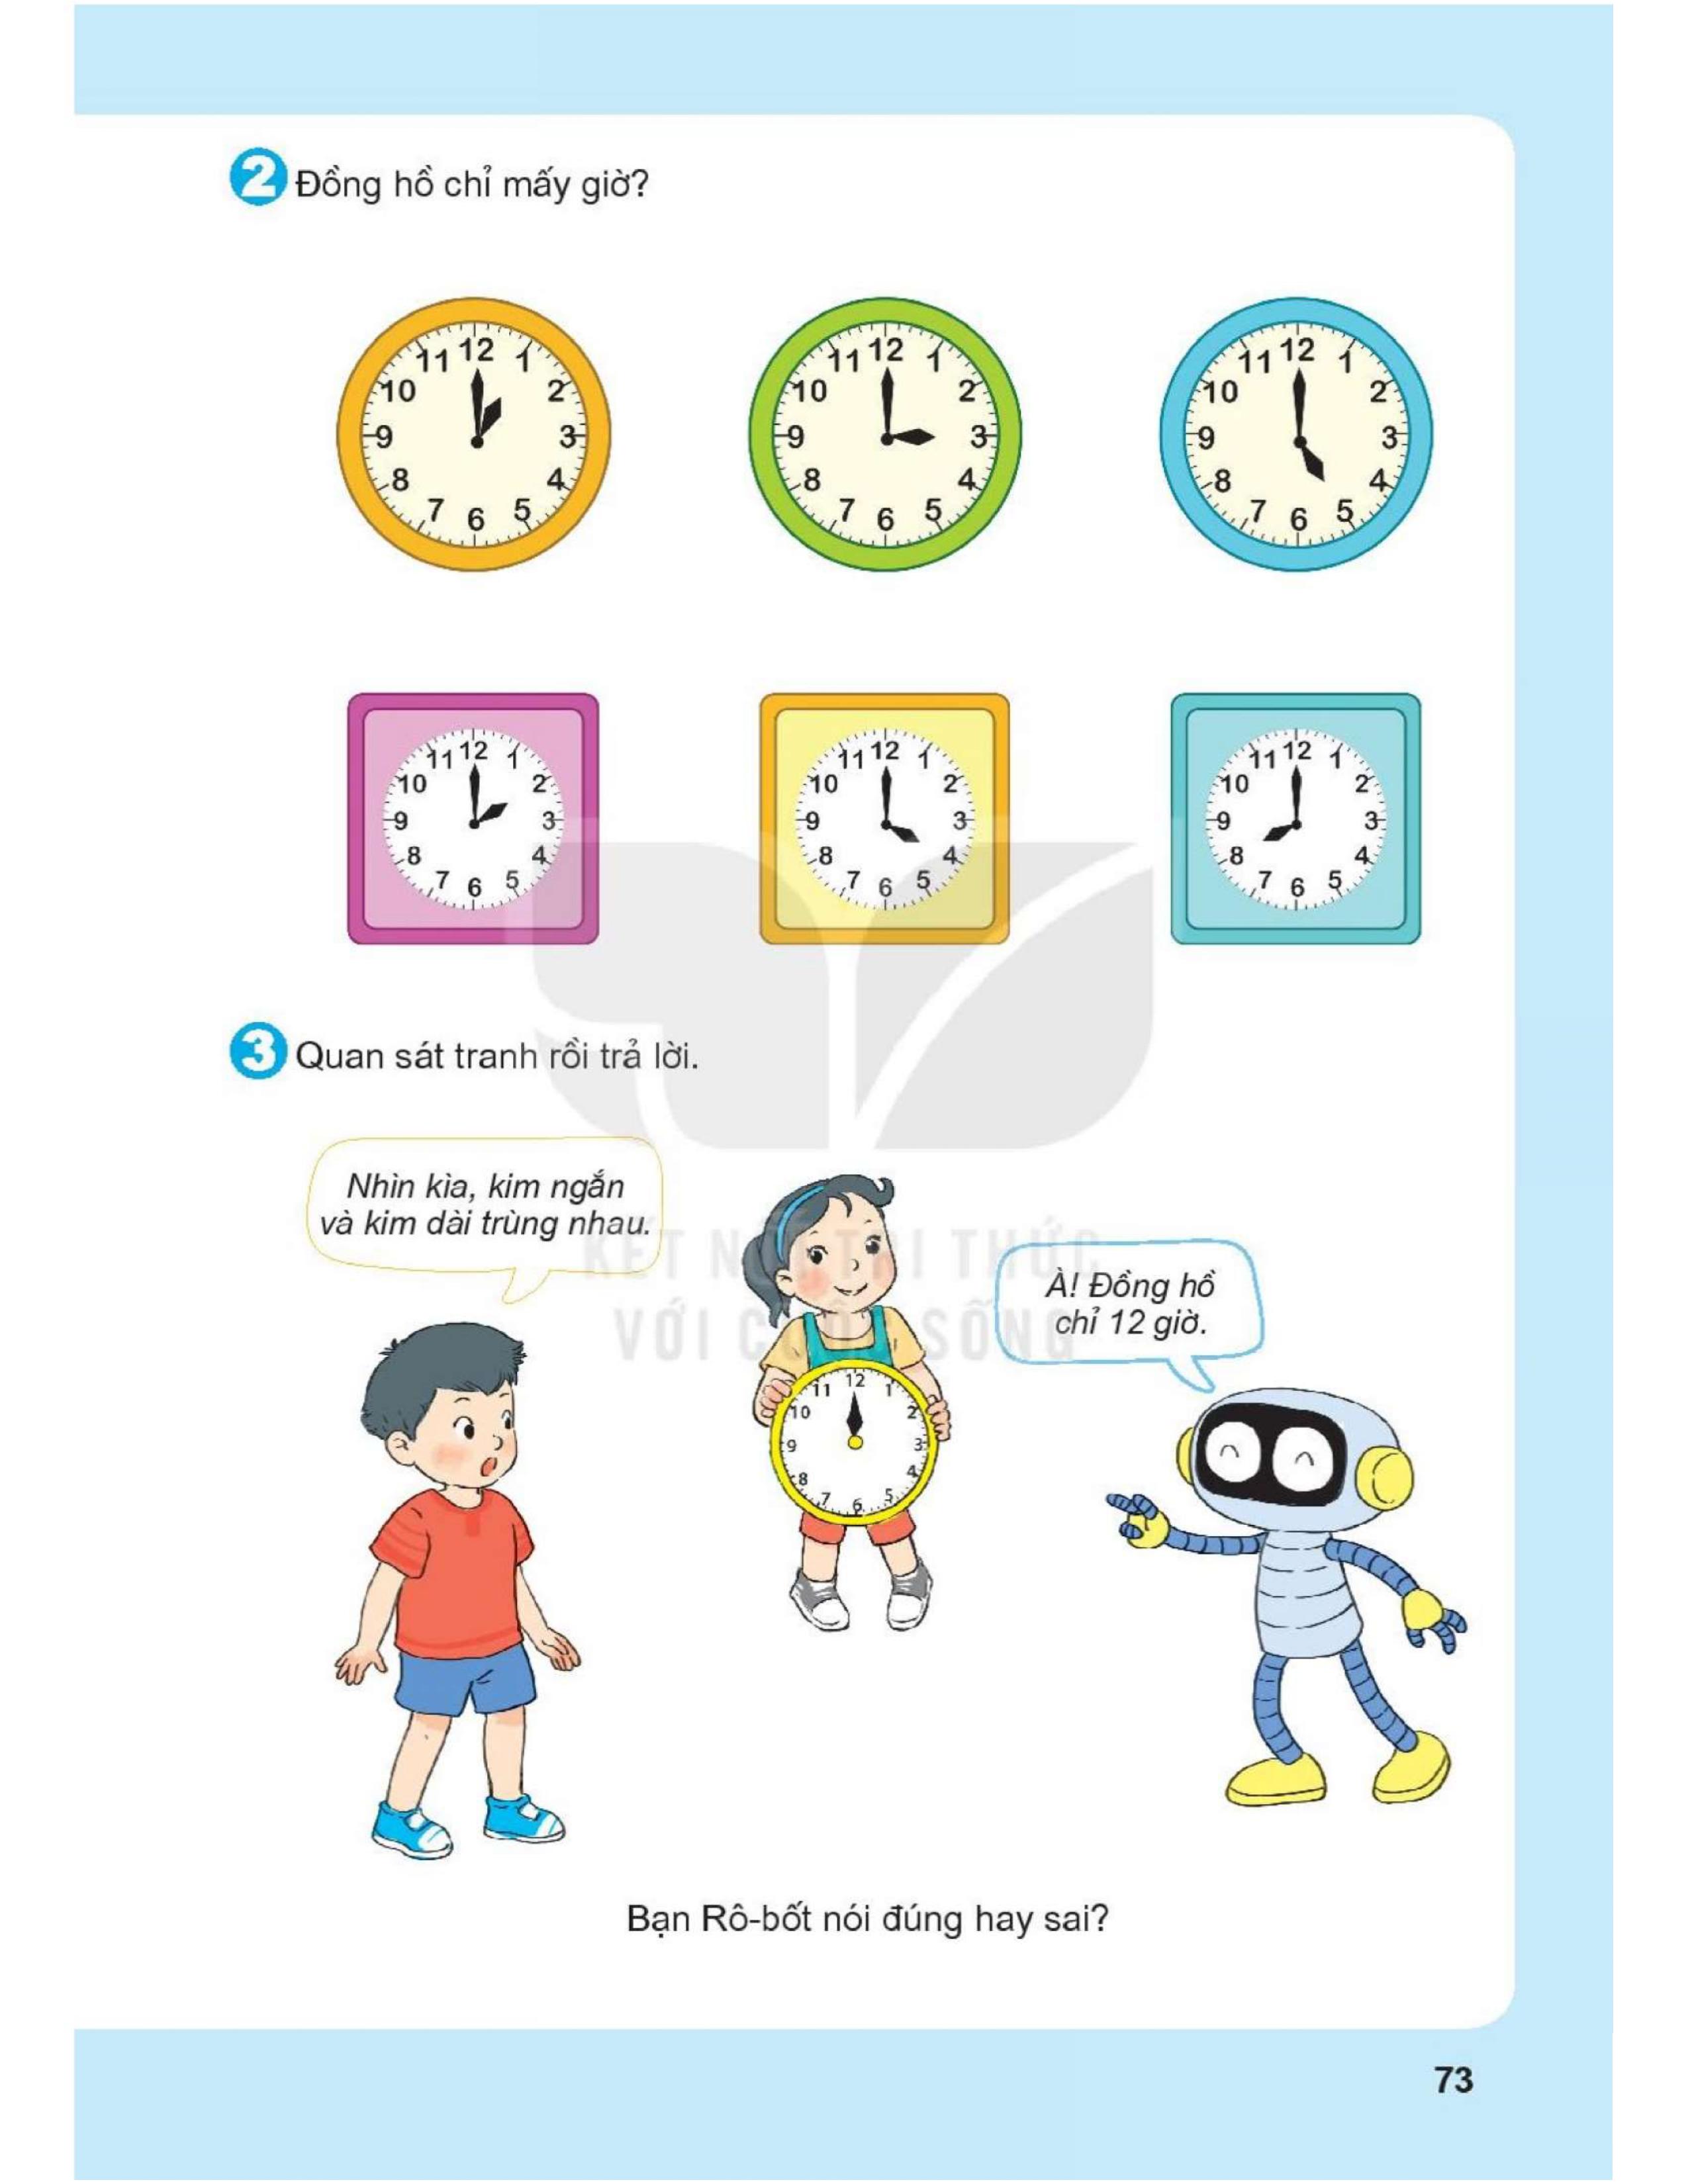 2 Đồng hồ chỉ mấy giờ?
11 12 1
10 2
9 3
8 4
7 6 5
11 12 1
10 2
9 3
8 4
7 6 5
11 12 1
10 2
9 3
8 4
7 6 5
11 12 1
10 2
9 3
8 4
7 6 5
11 12 1
10 2
9 3
8 4
7 6 5
11 12 1
10 2
9 3
8 4
7 6 5
3 Quan sát tranh rồi trả lời.
Nhìn kìa, kim ngắn
và kim dài trùng nhau.
KẾT NỐI TRI THỨC
VỚI CUỘC SỐNG
À! Đồng hồ
chỉ 12 giờ.
11 12 1
10 2
9 3
8 4
7 6 5
Bạn Rô-bốt nói đúng hay sai?
73